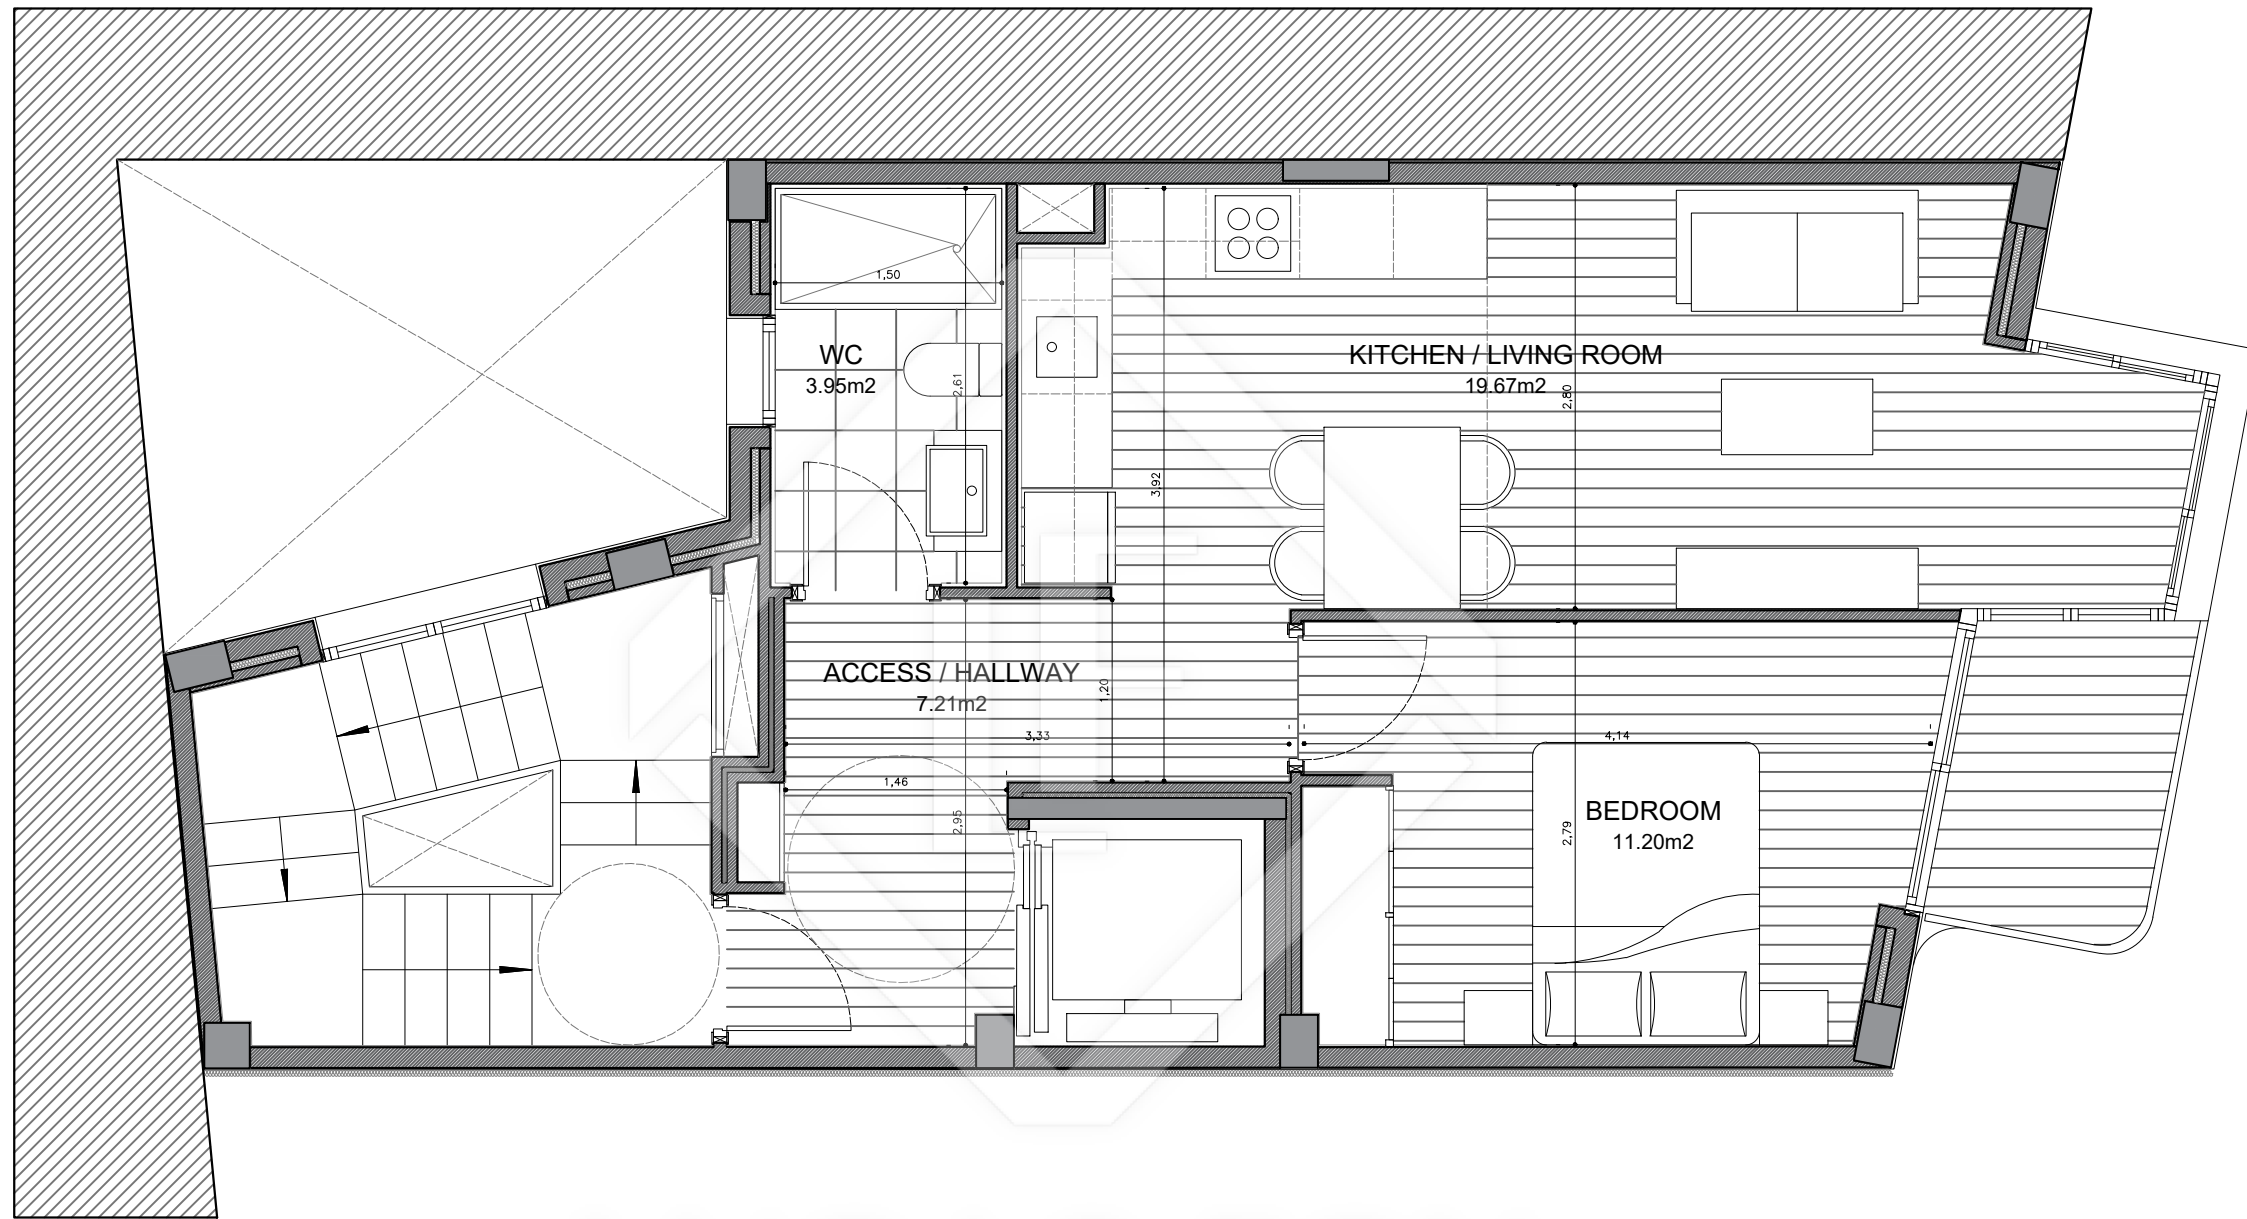 1,50
WC
3.95m2
2,61
KITCHEN / LIVING ROOM
19.67m2
2,80
3,92
ACCESS / HALLWAY
7.21m2
1,20
3,33
1,46
2,95
4,14
BEDROOM
11.20m2
2,79